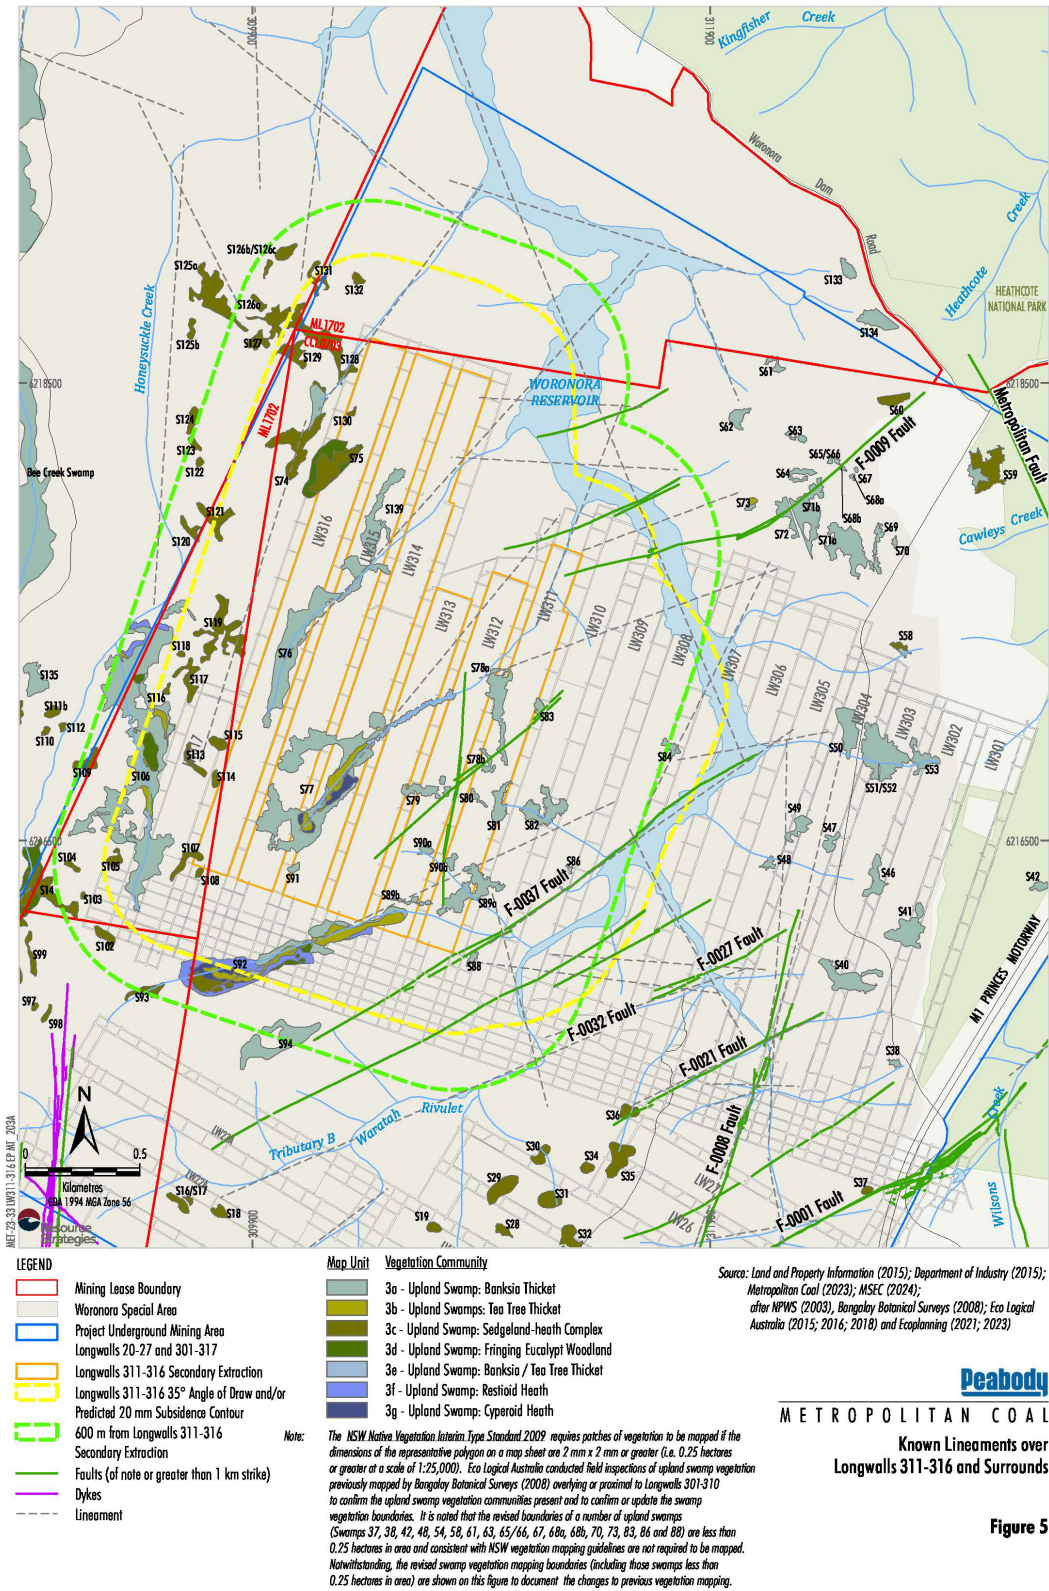 309900
311900
Kingfisher
Creek
Woronora
Dam
Road
Creek
Heathcote
HEATHCOTE
NATIONAL PARK
S126b/S126c
S125a
S131
S132
S126a
S133
S134
Honeysuckle Creek
ML1702
CCL0703
S125b
S127
S129
S128
S61
6218500
WORONORA
RESERVOIR
6218500
Metropolitan Fault
ML1702
S124
S130
S62
S63
S60
F-0009 Fault
S123
S122
S75
S65/S66
Bee Creek Swamp
S74
S64
S67
S59
S139
S73
S71b
S68a
S68b
S121
S120
LW316
LW315
LW314
S72
S71a
S69
S70
Cawleys Creek
S119
LW313
LW312
LW311
LW310
LW309
LW308
LW307
S118
S76
S58
S135
S117
S78a
LW306
LW305
LW304
LW303
LW302
LW301
S116
S111b
S112
S110
S83
S115
S113
S50
S109
S106
S114
S78b
S84
S53
S51/S52
S77
S79
S80
S81
S82
S49
S47
6216500
S104
S105
S107
S90a
S48
S108
S91
S90b
S86
S46
S42
S14
S89b
S103
S89a
F-0037 Fault
S41
S102
S99
S92
S88
F-0027 Fault
S40
S93
S97
S98
M1 PRINCES MOTORWAY
F-0032 Fault
S94
F-0021 Fault
S38
N
Rivulet
Waratah
Tributary B
S36
F-0008 Fault
Creek
Wilsons
LW23A
S30
S34
S35
0
0.5
Kilometres
GDA 1994 MGA Zone 56
LW22A
S16/S17
S18
S29
S31
LW27
S37
S19
S28
S32
LW26
F-0001 Fault
Resource
Strategies
309900
MET-23-33 LW311-316 EP MT_203A
LEGEND
Mining Lease Boundary
Woronora Special Area
Project Underground Mining Area
Longwalls 20-27 and 301-317
Longwalls 311-316 Secondary Extraction
Longwalls 311-316 35° Angle of Draw and/or
Predicted 20 mm Subsidence Contour
600 m from Longwalls 311-316
Secondary Extraction
Faults (of note or greater than 1 km strike)
Dykes
Lineament
Map Unit Vegetation Community
3a - Upland Swamp: Banksia Thicket
3b - Upland Swamps: Tea Tree Thicket
3c - Upland Swamp: Sedgeland-heath Complex
3d - Upland Swamp: Fringing Eucalypt Woodland
3e - Upland Swamp: Banksia / Tea Tree Thicket
3f - Upland Swamp: Restioid Heath
3g - Upland Swamp: Cyperoid Heath
Note: The NSW Native Vegetation Interim Type Standard 2009 requires patches of vegetation to be mapped if the
dimensions of the representative polygon on a map sheet are 2 mm x 2 mm or greater (i.e. 0.25 hectares
or greater at a scale of 1:25,000). Eco Logical Australia conducted field inspections of upland swamp vegetation
previously mapped by Bangalay Botanical Surveys (2008) overlying or proximal to Longwalls 301-310
to confirm the upland swamp vegetation communities present and to confirm or update the swamp
vegetation boundaries. It is noted that the revised boundaries of a number of upland swamps
(Swamps 37, 38, 42, 48, 54, 58, 61, 63, 65/66, 67, 68a, 68b, 70, 73, 83, 86 and 88) are less than
0.25 hectares in area and consistent with NSW vegetation mapping guidelines are not required to be mapped.
Notwithstanding, the revised swamp vegetation mapping boundaries (including those swamps less than
0.25 hectares in area) are shown on this figure to document the changes to previous vegetation mapping.
Source: Land and Property Information (2015); Department of Industry (2015);
Metropolitan Coal (2023); MSEC (2024);
after NPWS (2003), Bangalay Botanical Surveys (2008); Eco Logical
Australia (2015; 2016; 2018) and Ecoplanning (2021; 2023)
Peabody
METROPOLITAN COAL
Known Lineaments over
Longwalls 311-316 and Surrounds
Figure 5